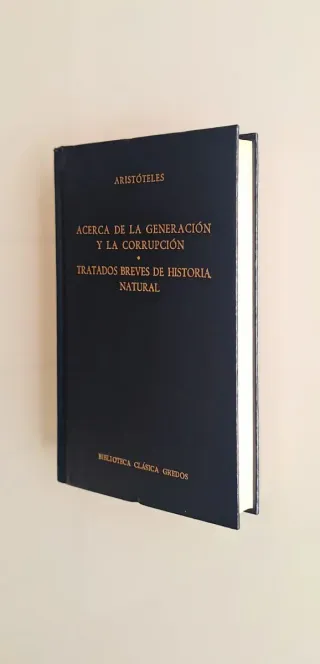 ARISTÓTELES
ACERCA DE LA GENERACIÓN
Y LA CORRUPCIÓN
*
TRATADOS BREVES DE HISTORIA
NATURAL
BIBLIOTECA CLÁSICA GREDOS